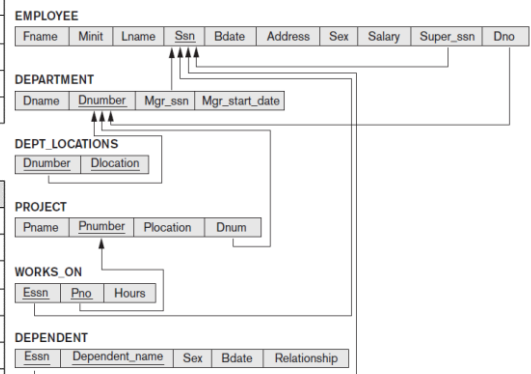 EMPLOYEE
Fname Minit Lname Ssn Bdate Address Sex Salary Super_ssn Dno
DEPARTMENT
Dname Dnumber Mgr_ssn Mgr_start_date
DEPT_LOCATIONS
Dnumber Dlocation
PROJECT
Pname Pnumber Plocation Dnum
WORKS_ON
Essn Pno Hours
DEPENDENT
Essn Dependent_name Sex Bdate Relationship